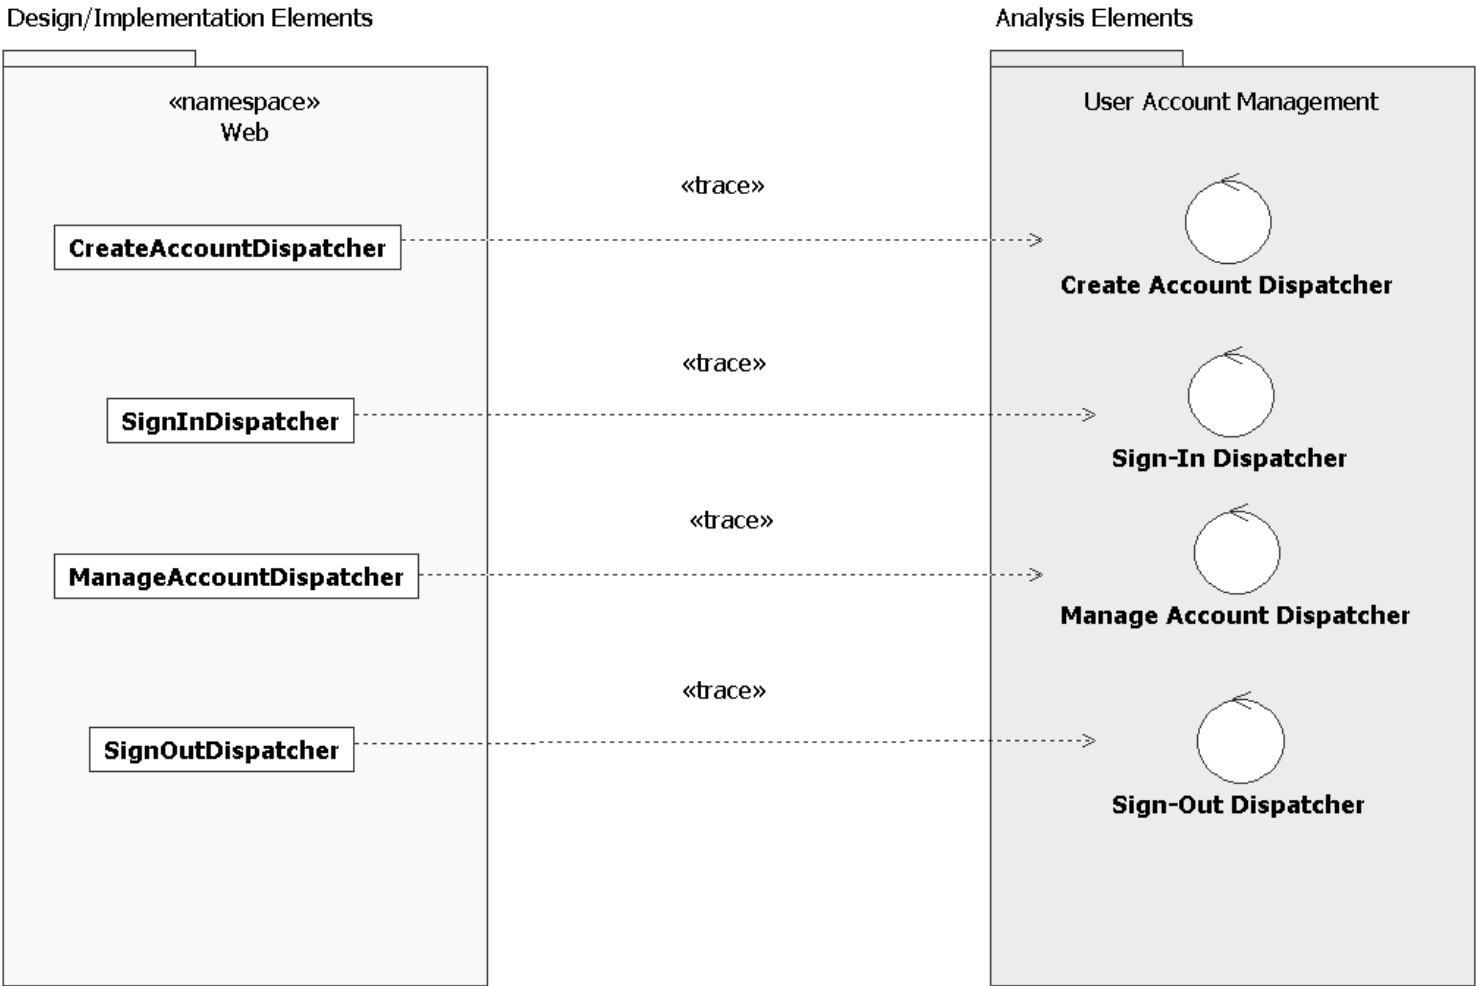 Design/Implementation Elements
Analysis Elements
«namespace»
Web
User Account Management
«trace»
CreateAccountDispatcher
Create Account Dispatcher
«trace»
SignInDispatcher
Sign-In Dispatcher
«trace»
ManageAccountDispatcher
Manage Account Dispatcher
«trace»
SignOutDispatcher
Sign-Out Dispatcher